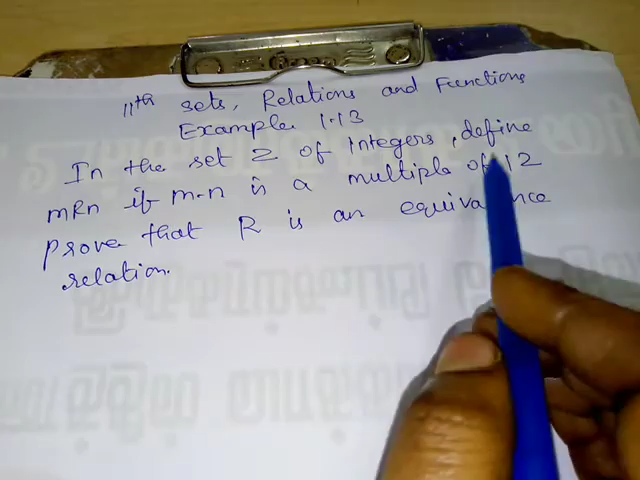 11th sets, Relations and Functions
Example 1.13
In the set Z of Integers, define
mRn if m-n is a multiple of 12
prove that R is an equivalence
relation.